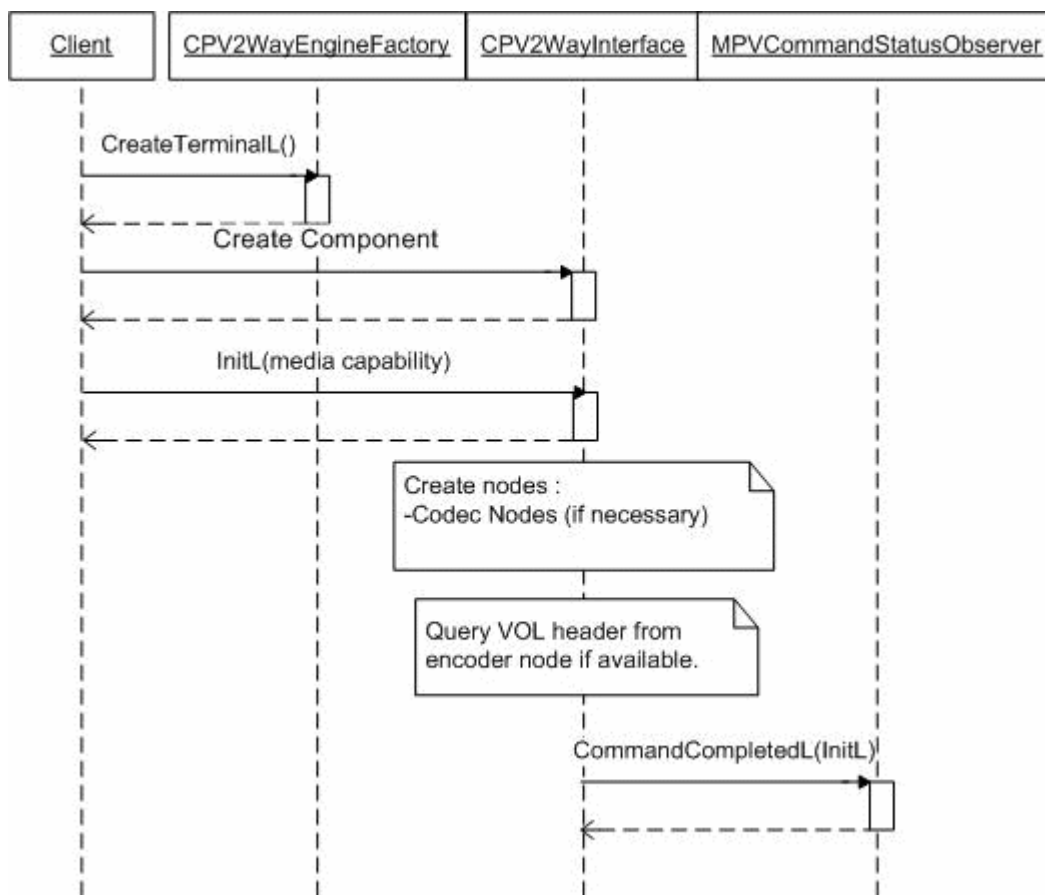 Client
CPV2WayEngineFactory
CPV2WayInterface
MPVCommandStatusObserver
CreateTerminalL()
Create Component
InitL(media capability)
Create nodes :
-Codec Nodes (if necessary)
Query VOL header from
encoder node if available.
CommandCompletedL(InitL)